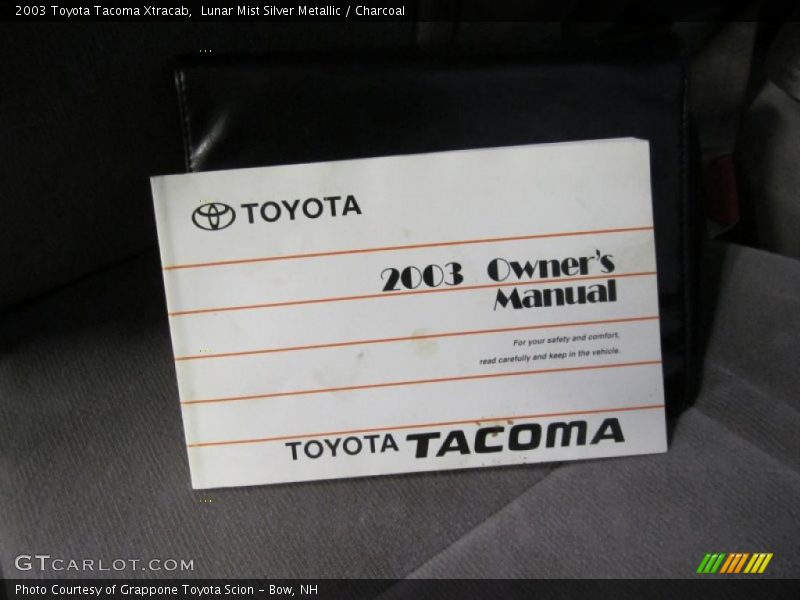 2003 Toyota Tacoma Xtracab,  Lunar Mist Silver Metallic / Charcoal
TOYOTA
2003 Owner's
Manual
For your safety and comfort,
read carefully and keep in the vehicle.
TOYOTA TACOMA
GTCARLOT.COM
Photo Courtesy of Grappone Toyota Scion - Bow, NH